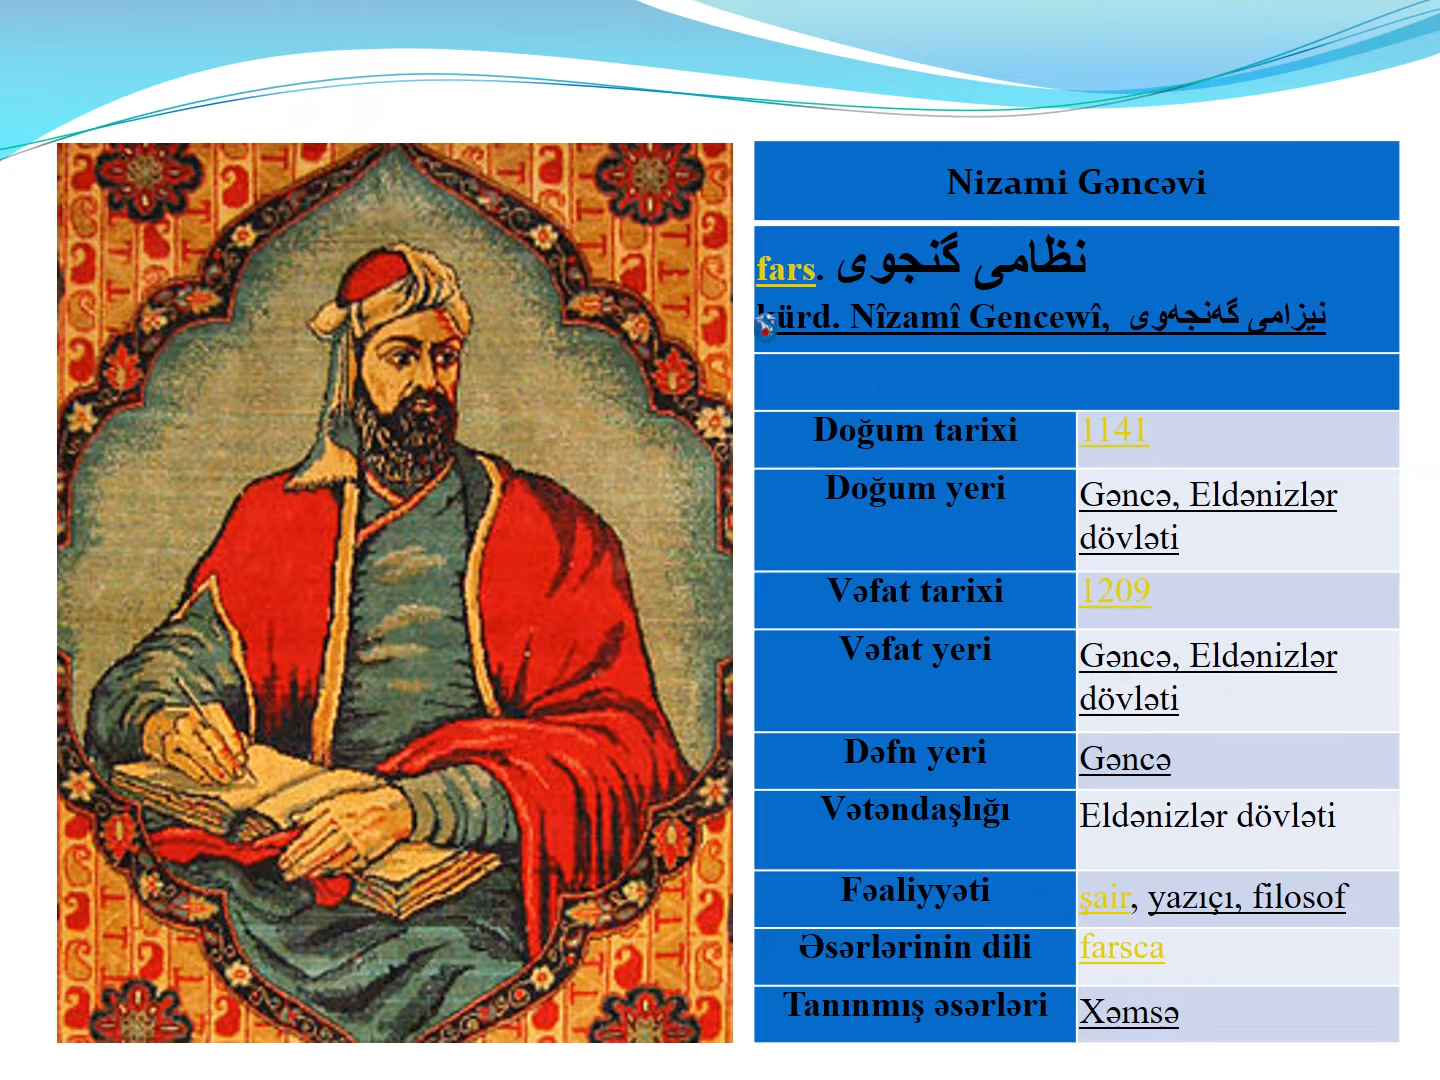 Nizami Gəncəvi
fars. نظامی گنجوی
kürd. Nîzamî Gencewî, نیزامی گەنجەوی
Doğum tarixi 1141
Doğum yeri Gəncə, Eldənizlər
dövləti
Vəfat tarixi 1209
Vəfat yeri Gəncə, Eldənizlər
dövləti
Dəfn yeri Gəncə
Vətəndaşlığı Eldənizlər dövləti
Fəaliyyəti şair, yazıçı, filosof
Əsərlərinin dili farsca
Tanınmış əsərləri Xəmsə